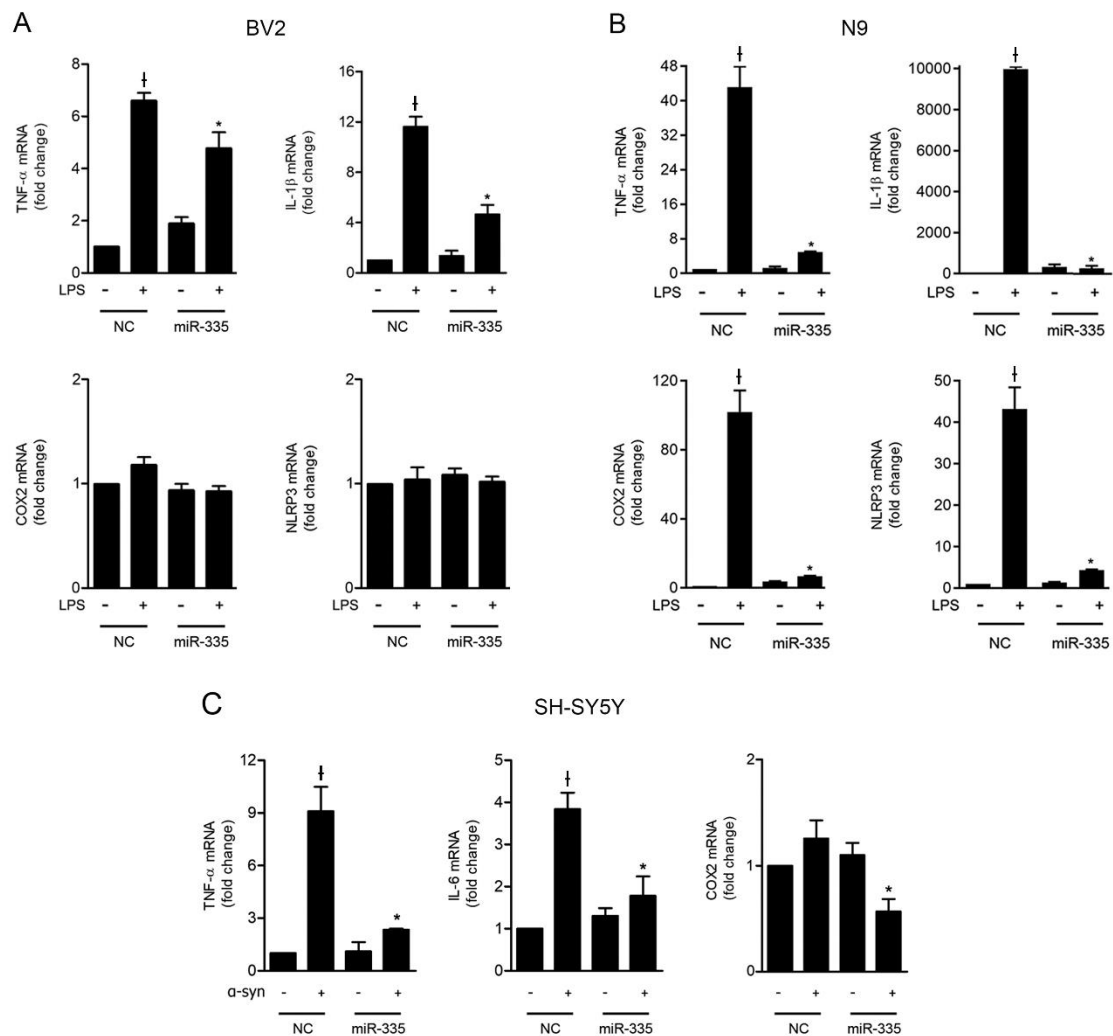 A
BV2
TNF-α mRNA
(fold change)
8
6
4
2
0
ƚ
*
LPS
- + - +
NC miR-335
IL-1β mRNA
(fold change)
16
12
8
4
0
ƚ
*
- + - +
NC miR-335
COX2 mRNA
(fold change)
2
1
0
LPS
- + - +
NC miR-335
NLRP3 mRNA
(fold change)
2
1
0
LPS
- + - +
NC miR-335
B
N9
TNF-α mRNA
(fold change)
48
40
32
24
16
8
0
ƚ
*
LPS
- + - +
NC miR-335
IL-1β mRNA
(fold change)
10000
8000
6000
4000
2000
0
ƚ
*
- + - +
NC miR-335
COX2 mRNA
(fold change)
120
90
60
30
0
ƚ
*
LPS
- + - +
NC miR-335
NLRP3 mRNA
(fold change)
50
40
30
20
10
0
ƚ
*
LPS
- + - +
NC miR-335
C
SH-SY5Y
TNF-α mRNA
(fold change)
12
9
6
3
0
ƚ
*
α-syn
- + - +
NC miR-335
IL-6 mRNA
(fold change)
5
4
3
2
1
0
ƚ
*
- + - +
NC miR-335
COX2 mRNA
(fold change)
2
1
0
*
- + - +
NC miR-335